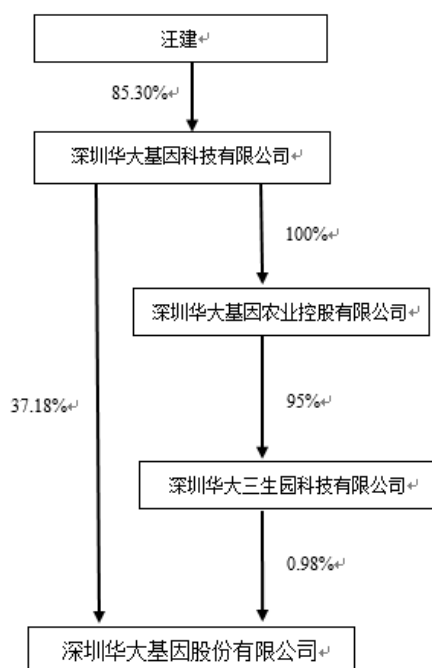 汪建
85.30%
深圳华大基因科技有限公司
100%
深圳华大基因农业控股有限公司
37.18%
95%
深圳华大三生园科技有限公司
0.98%
深圳华大基因股份有限公司